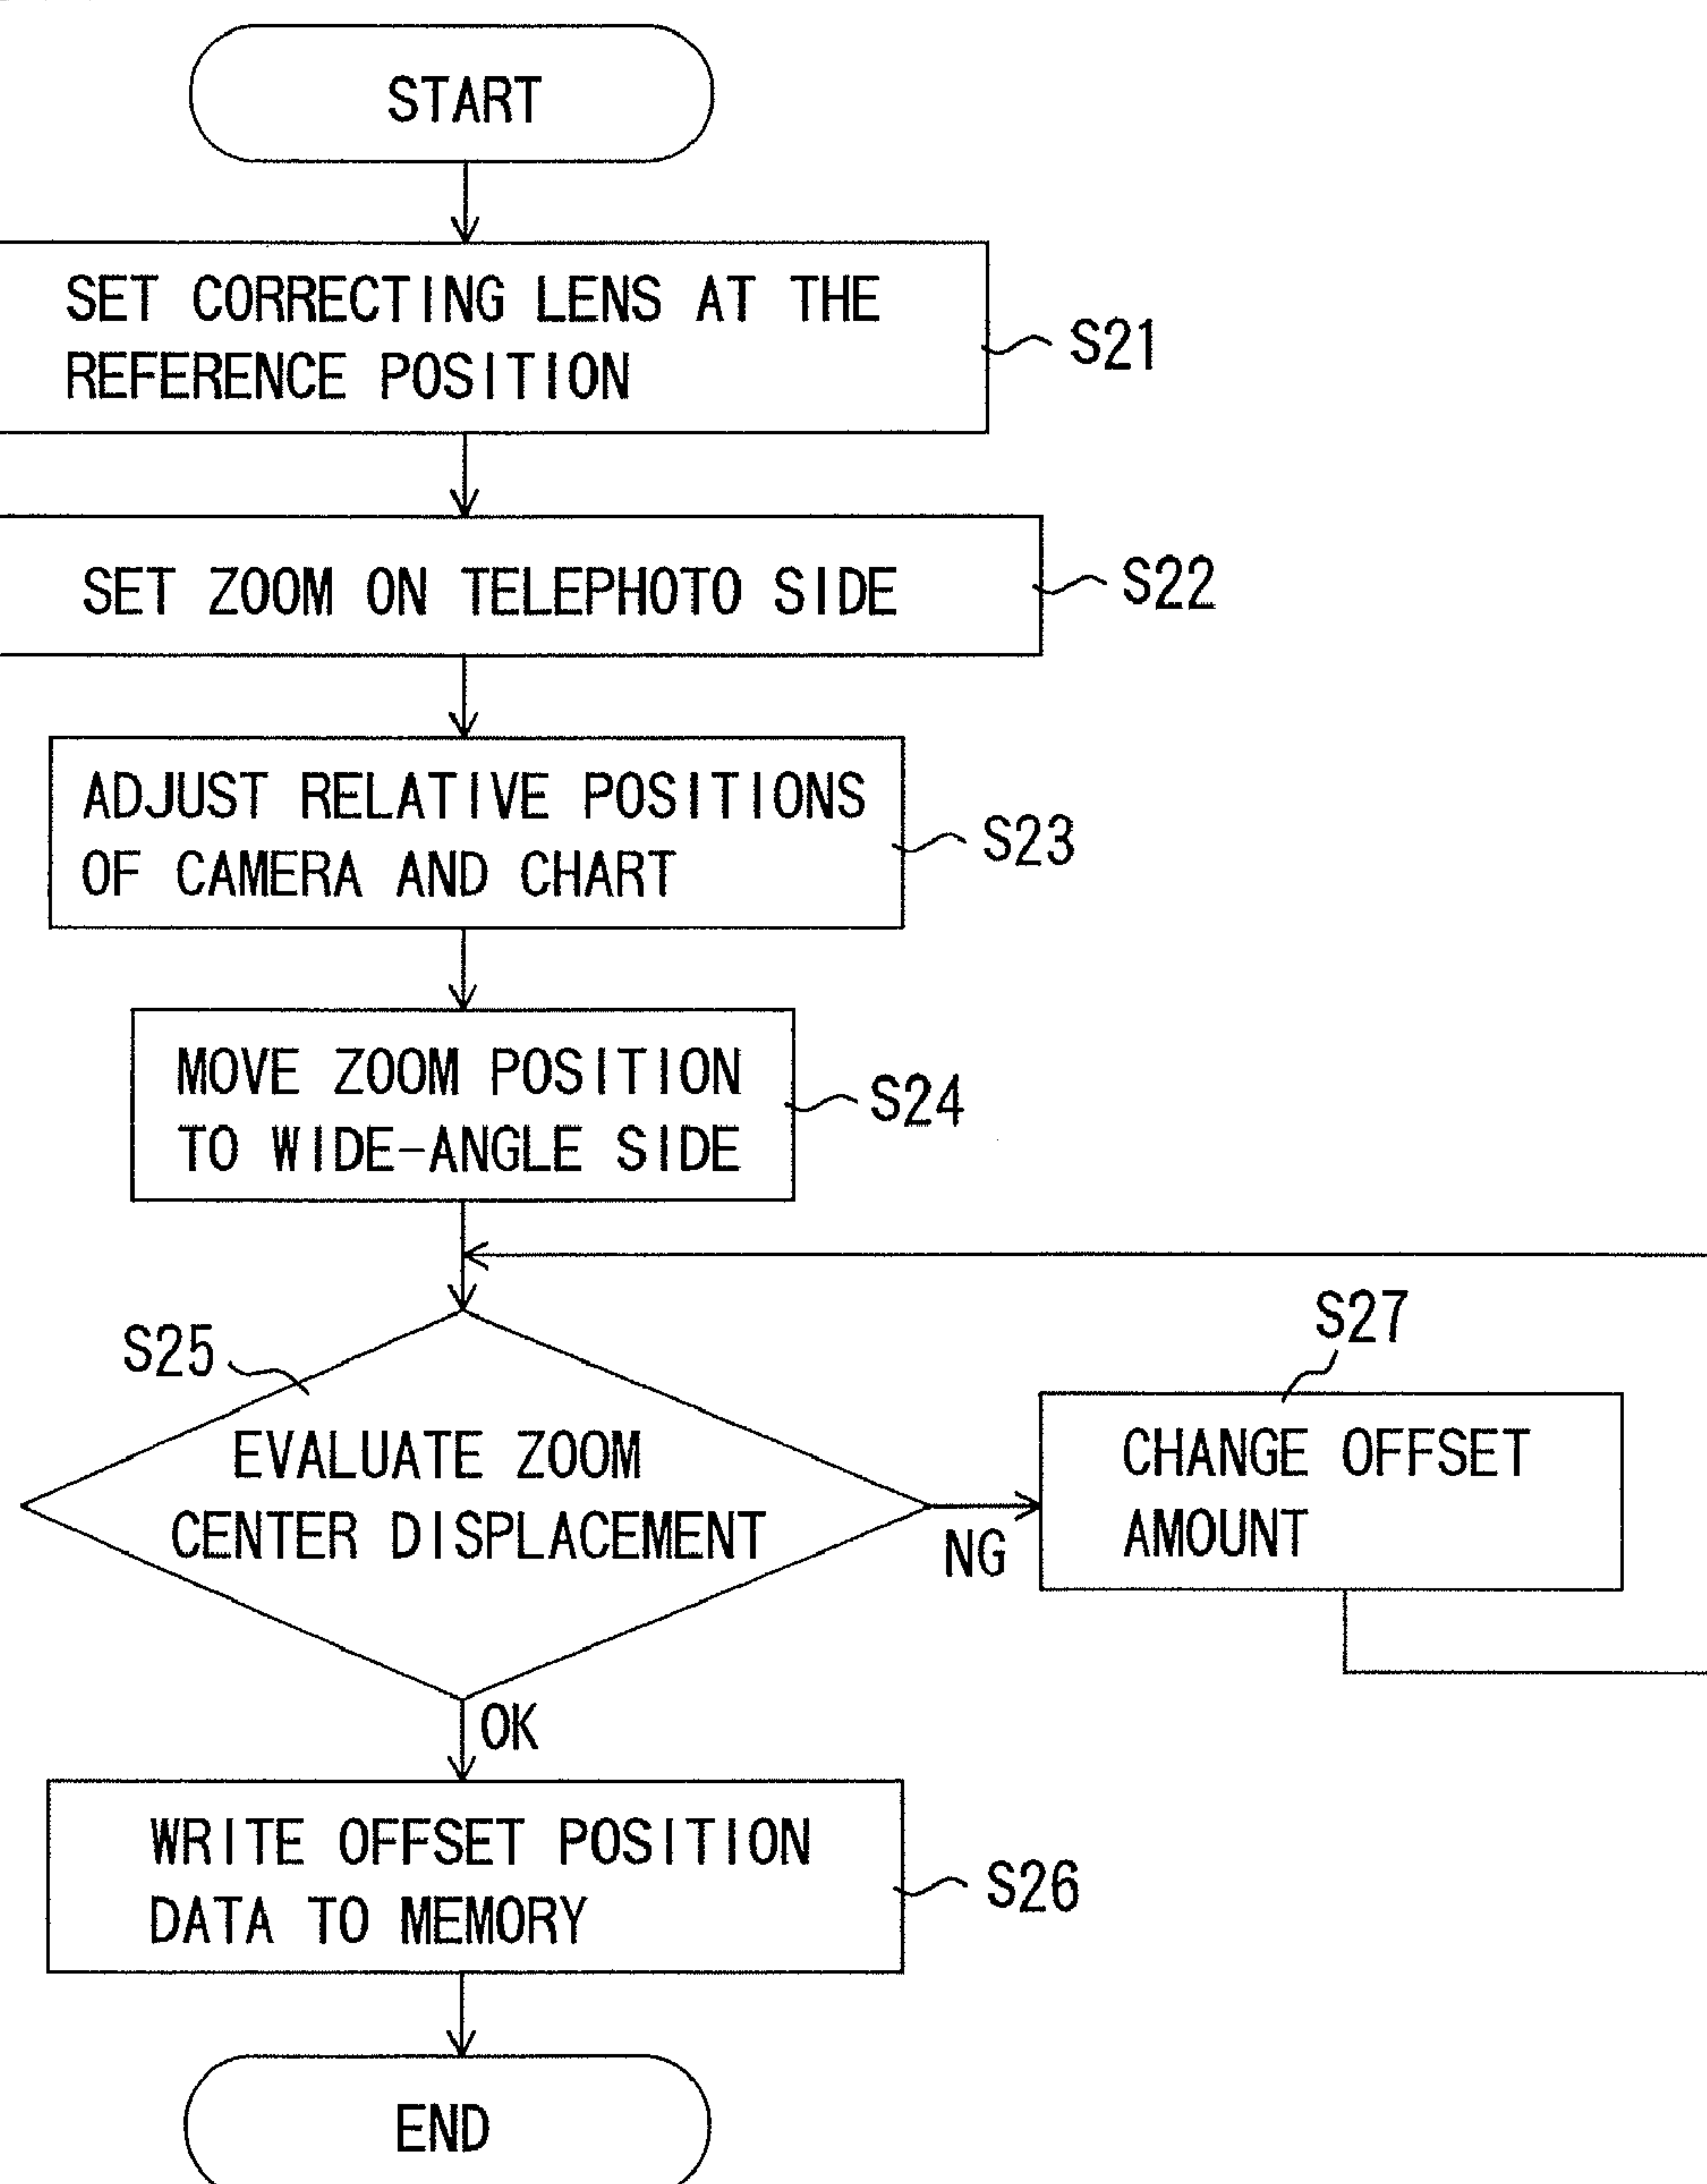 START
SET CORRECTING LENS AT THE
REFERENCE POSITION
S21
SET ZOOM ON TELEPHOTO SIDE
S22
ADJUST RELATIVE POSITIONS
OF CAMERA AND CHART
S23
MOVE ZOOM POSITION
TO WIDE-ANGLE SIDE
S24
S25
EVALUATE ZOOM
CENTER DISPLACEMENT
NG
S27
CHANGE OFFSET
AMOUNT
OK
WRITE OFFSET POSITION
DATA TO MEMORY
S26
END